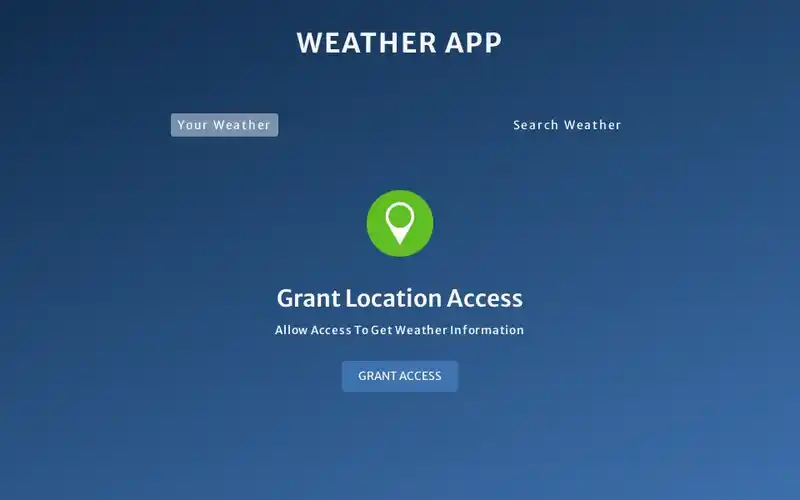 WEATHER APP
Your Weather
Search Weather
Grant Location Access
Allow Access To Get Weather Information
GRANT ACCESS